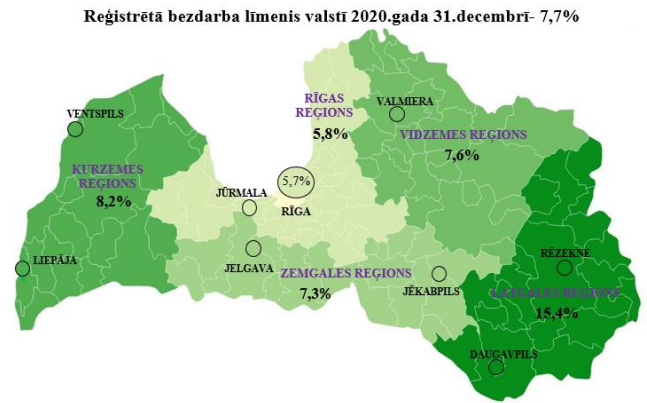 Reģistrētā bezdarba līmenis valstī 2020.gada 31.decembrī- 7,7%
RĪGAS
REĢIONS
5,8%
VENTSPILS
VALMIERA
VIDZEMES REĢIONS
7,6%
KURZEMES
REĢIONS
8,2%
5,7%
JŪRMALA
RĪGA
LIEPĀJA
JELGAVA
ZEMGALES REĢIONS
7,3%
JĒKABPILS
RĒZEKNE
LATGALES REĢIONS
15,4%
DAUGAVPILS